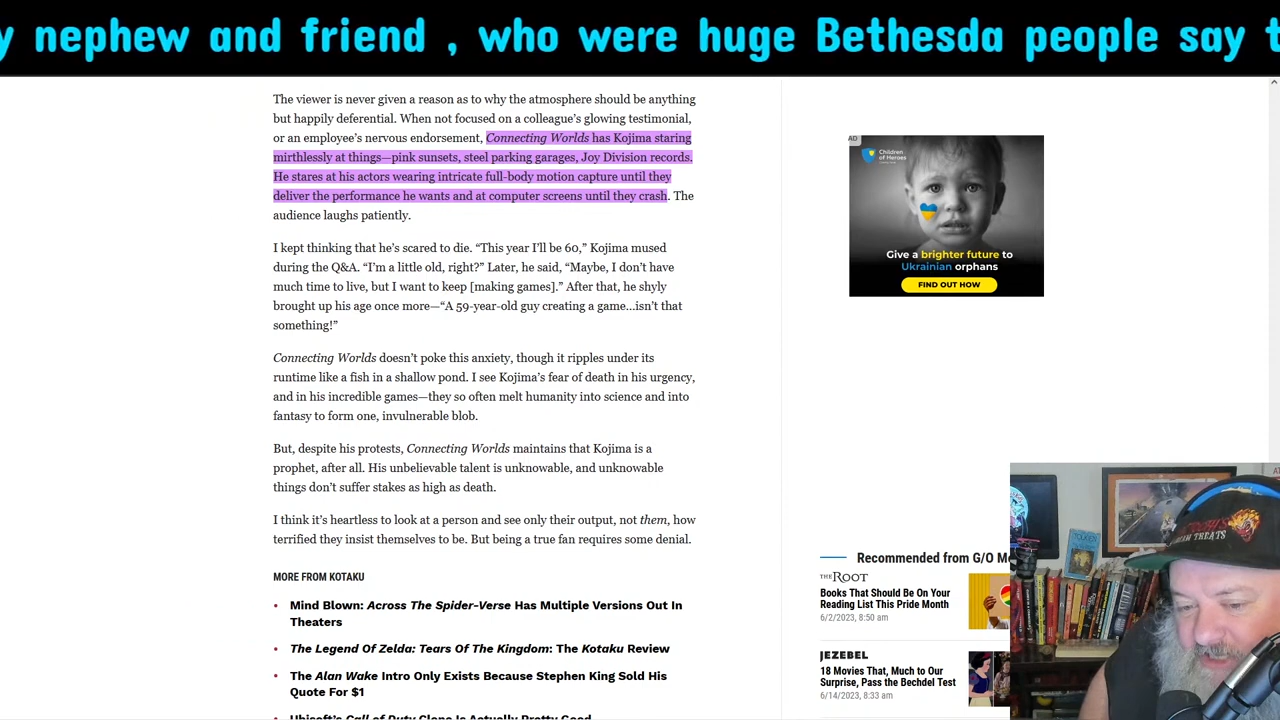 y nephew and friend , who were huge Bethesda people say t
The viewer is never given a reason as to why the atmosphere should be anything
but happily deferential. When not focused on a colleague’s glowing testimonial,
or an employee’s nervous endorsement, Connecting Worlds has Kojima staring
mirthlessly at things—pink sunsets, steel parking garages, Joy Division records.
He stares at his actors wearing intricate full-body motion capture until they
deliver the performance he wants and at computer screens until they crash. The
audience laughs patiently.
I kept thinking that he’s scared to die. “This year I’ll be 60,” Kojima mused
during the Q&A. “I’m a little old, right?” Later, he said, “Maybe, I don’t have
much time to live, but I want to keep [making games].” After that, he shyly
brought up his age once more—“A 59-year-old guy creating a game…isn’t that
something!”
Connecting Worlds doesn’t poke this anxiety, though it ripples under its
runtime like a fish in a shallow pond. I see Kojima’s fear of death in his urgency,
and in his incredible games—they so often melt humanity into science and into
fantasy to form one, invulnerable blob.
But, despite his protests, Connecting Worlds maintains that Kojima is a
prophet, after all. His unbelievable talent is unknowable, and unknowable
things don’t suffer stakes as high as death.
I think it’s heartless to look at a person and see only their output, not them, how
terrified they insist themselves to be. But being a true fan requires some denial.
MORE FROM KOTAKU
Mind Blown: Across The Spider-Verse Has Multiple Versions Out In
Theaters
The Legend Of Zelda: Tears Of The Kingdom: The Kotaku Review
The Alan Wake Intro Only Exists Because Stephen King Sold His
Quote For $1
Ubisoft’s Call of Duty Clone Is Actually Pretty Good
AD
Children
of Heroes
Give a brighter future to
Ukrainian orphans
FIND OUT HOW
Recommended from G/O M
THE ROOT
Books That Should Be On Your
Reading List This Pride Month
6/2/2023, 8:50 am
JEZEBEL
18 Movies That, Much to Our
Surprise, Pass the Bechdel Test
6/14/2023, 8:33 am
TREATS